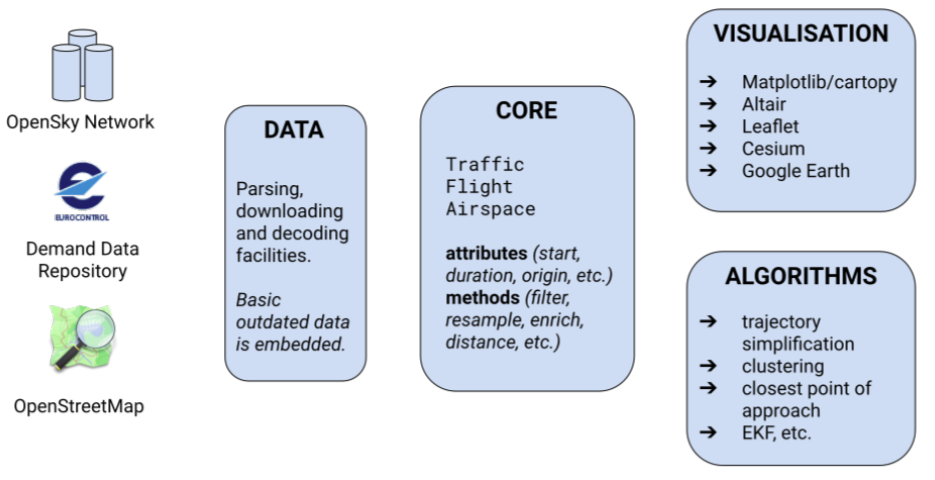 OpenSky Network
EUROCONTROL
Demand Data
Repository
OpenStreetMap
DATA
Parsing,
downloading
and decoding
facilities.
Basic
outdated data
is embedded.
CORE
Traffic
Flight
Airspace
attributes (start,
duration, origin, etc.)
methods (filter,
resample, enrich,
distance, etc.)
VISUALISATION
➔ Matplotlib/cartopy
➔ Altair
➔ Leaflet
➔ Cesium
➔ Google Earth
ALGORITHMS
➔ trajectory
simplification
➔ clustering
➔ closest point of
approach
➔ EKF, etc.